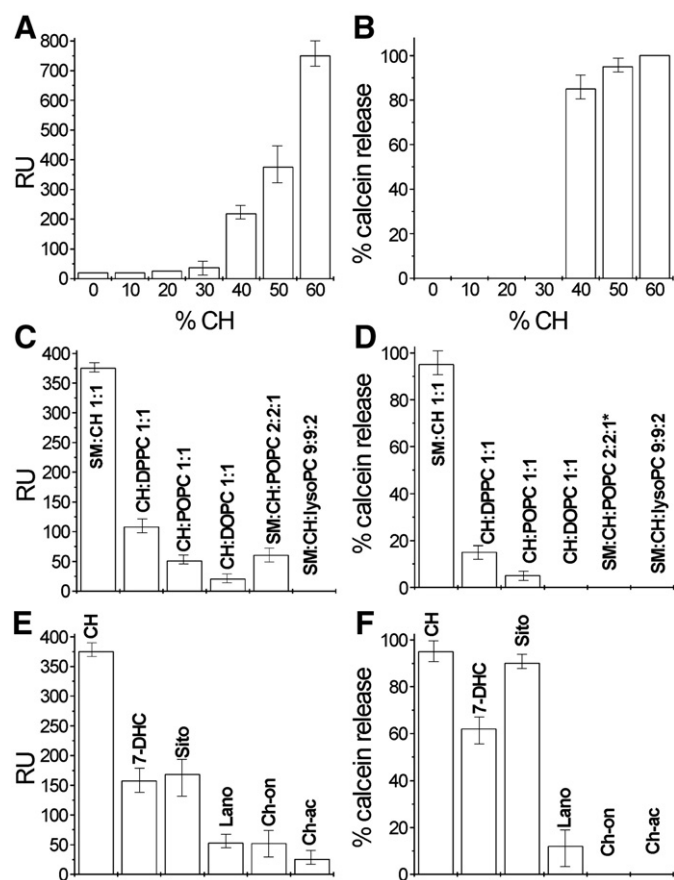 A
RU
800
700
600
500
400
300
200
100
0
0 10 20 30 40 50 60
% CH
B
% calcein release
100
80
60
40
20
0
0 10 20 30 40 50 60
% CH
C
RU
400
350
300
250
200
150
100
50
0
SM:CH 1:1
CH:DPPC 1:1
CH:POPC 1:1
CH:DOPC 1:1
SM:CH:POPC 2:2:1
SM:CH:lysoPC 9:9:2
D
% calcein release
100
80
60
40
20
0
SM:CH 1:1
CH:DPPC 1:1
CH:POPC 1:1
CH:DOPC 1:1
SM:CH:POPC 2:2:1*
SM:CH:lysoPC 9:9:2
E
RU
400
350
300
250
200
150
100
50
0
CH
7-DHC
Sito
Lano
Ch-on
Ch-ac
F
% calcein release
100
80
60
40
20
0
CH
7-DHC
Sito
Lano
Ch-on
Ch-ac